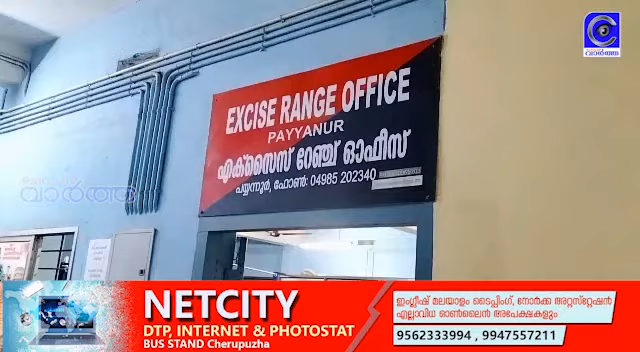 വാർത്ത
EXCISE RANGE OFFICE
PAYYANUR
എക്സൈസ് റേഞ്ച് ഓഫീസ്
പയ്യന്നൂർ, ഫോൺ: 04985 202340
വാർത്ത
NETCITY
DTP, INTERNET & PHOTOSTAT
BUS STAND Cherupuzha
ഇംഗ്ലീഷ് മലയാളം ടൈപ്പിംഗ്, നോർക്ക അറ്റസ്റ്റേഷൻ
എല്ലാവിധ ഓൺലൈൻ അപേക്ഷകളും
9562333994 , 9947557211